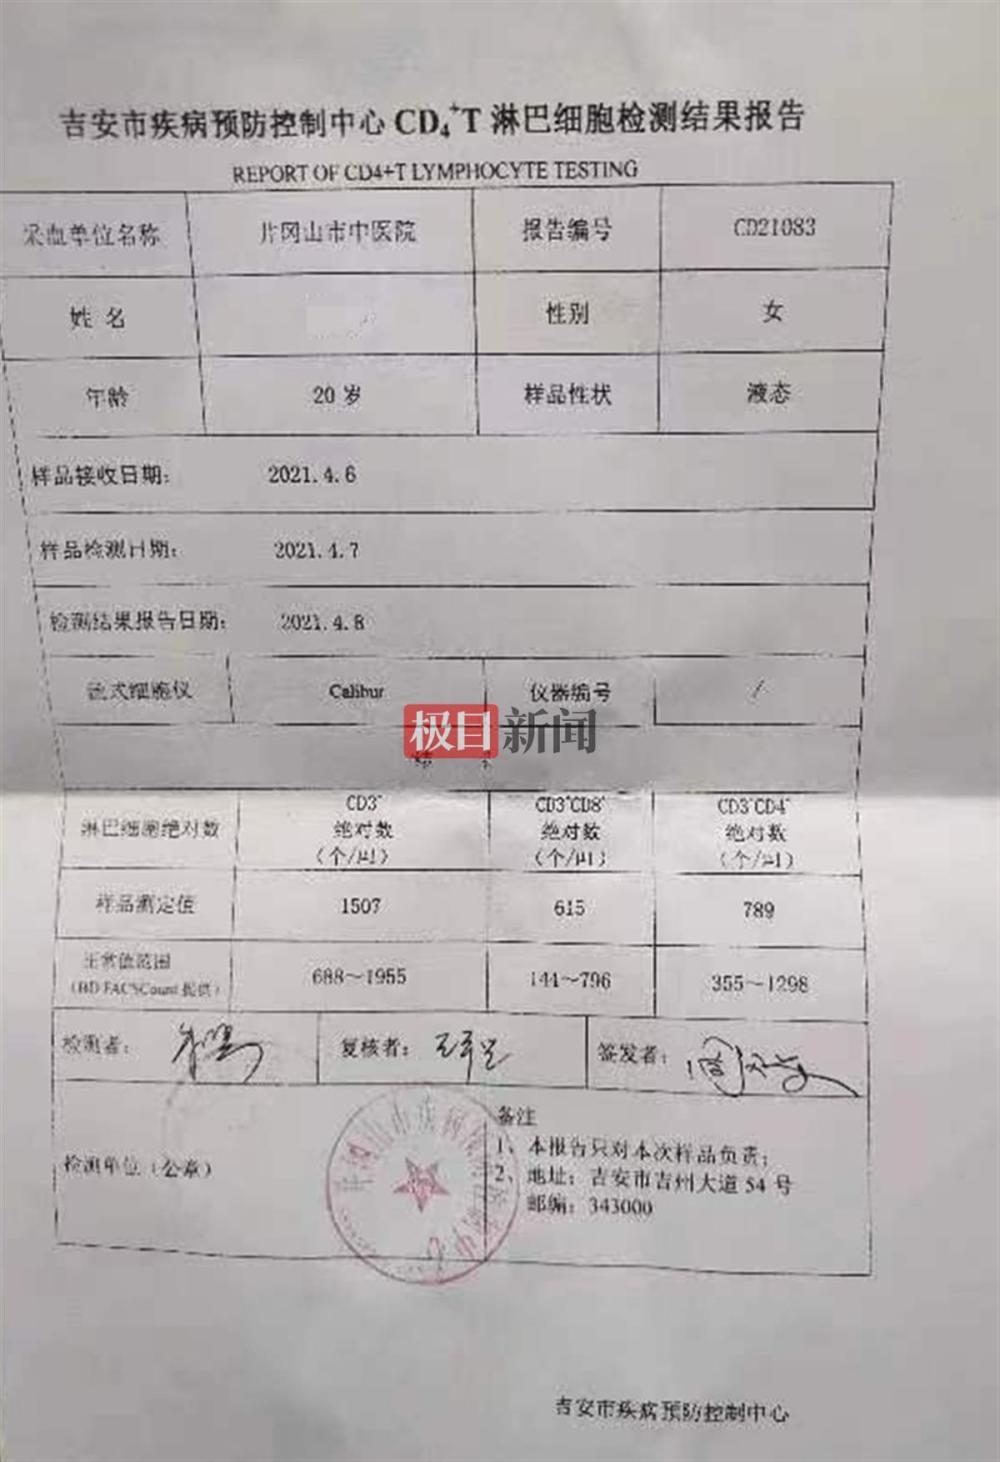 吉安市疾病预防控制中心 CD₄⁺T 淋巴细胞检测结果报告
REPORT OF CD4+T LYMPHOCYTE TESTING
采血单位名称 井冈山市中医院 报告编号 CD21083
姓名 性别 女
年龄 20 岁 样品性状 液态
样品接收日期: 2021.4.6
样品检测日期: 2021.4.7
检测结果报告日期: 2021.4.8
流式细胞仪 Calibur 仪器编号 /
极目新闻
结
淋巴细胞绝对数 CD3⁺ 绝对数 (个/μl) CD3⁺CD8⁺ 绝对数 (个/μl) CD3⁺CD4⁺ 绝对数 (个/μl)
样品测定值 1507 615 789
正常值范围 688~1955 144~796 355~1298
(BD FACSCount 提供)
检测者: 复核者: 签发者:
检测单位(公章)
备注
1、本报告只对本次样品负责;
2、地址: 吉安市吉州大道 54 号
邮编: 343000
吉安市疾病预防控制中心